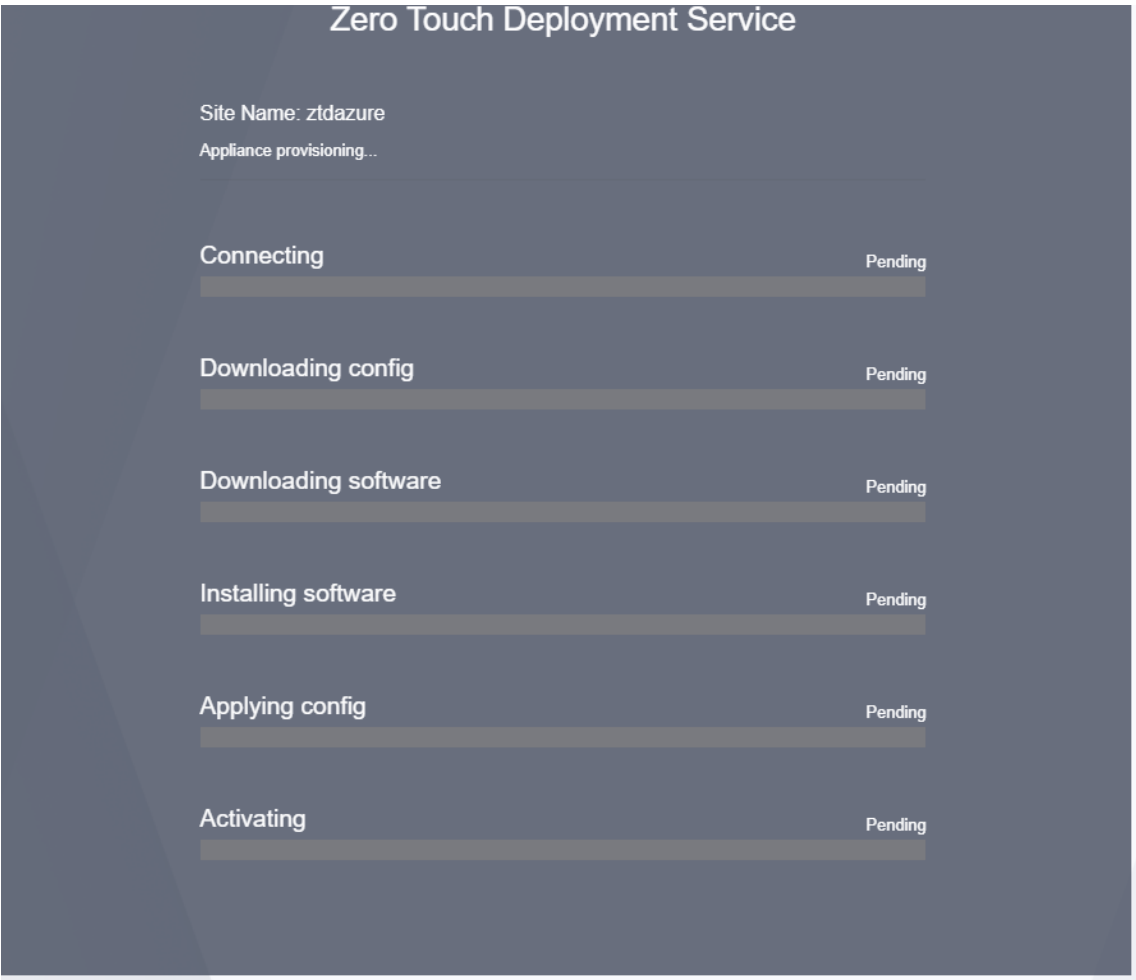 Zero Touch Deployment Service
Site Name: ztdazure
Appliance provisioning...
Connecting
Pending
Downloading config
Pending
Downloading software
Pending
Installing software
Pending
Applying config
Pending
Activating
Pending